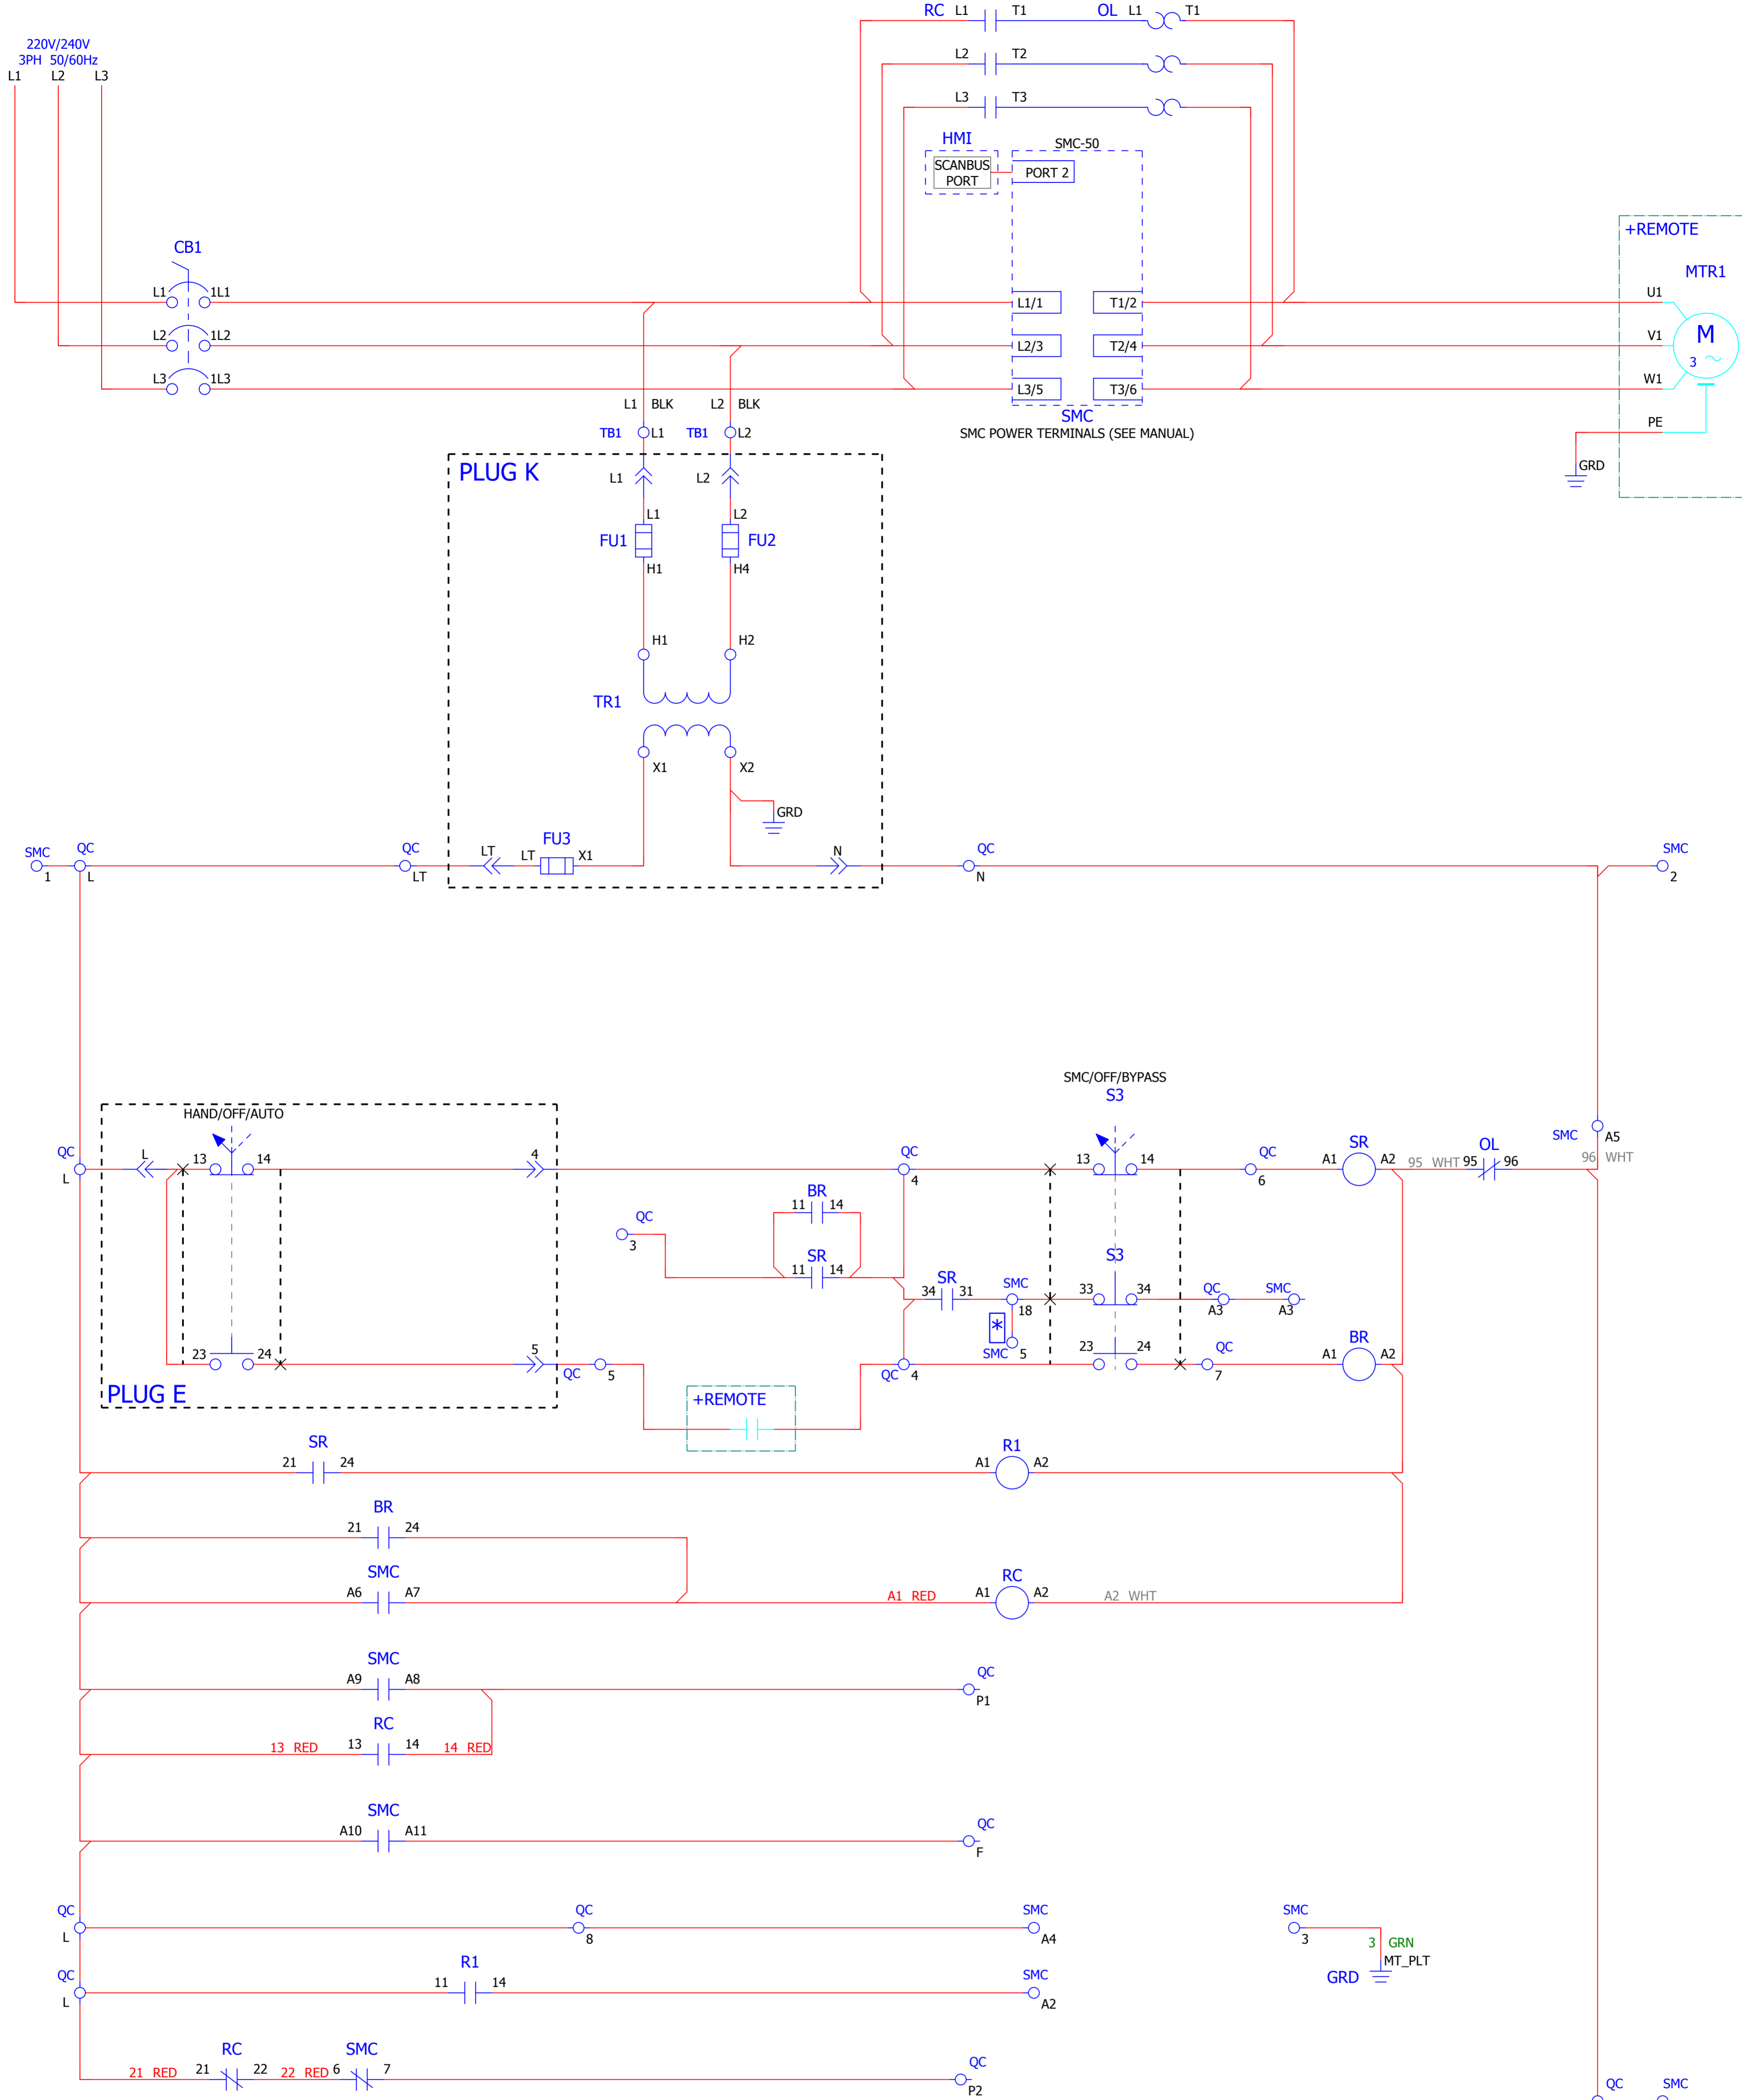 RC L1 T1 OL L1 T1
220V/240V
3PH 50/60Hz
L1 L2 L3
L2 T2
L3 T3
HMI
SMC-50
SCANBUS
PORT
PORT 2
+REMOTE
MTR1
CB1
L1 1L1
L1/1 T1/2
U1
L2 1L2
L2/3 T2/4
V1
M
3
L3 1L3
L3/5 T3/6
W1
L1 BLK L2 BLK
SMC
SMC POWER TERMINALS (SEE MANUAL)
PE
TB1 L1 TB1 L2
GRD
PLUG K
L1 L2
L1 L2
FU1 FU2
H1 H4
H1 H2
TR1
X1 X2
GRD
FU3
SMC QC QC LT LT X1 N QC SMC
1 L LT N 2
SMC/OFF/BYPASS
S3
HAND/OFF/AUTO
QC L 13 14 4 QC 13 14 QC SR OL SMC A5
A1 A2 95 WHT 95 96 96 WHT
L 4 6
BR
11 14
QC
3
SR
11 14
S3
SR
34 31 SMC 33 34 QC SMC
18 A3 A3
*
SMC 5
23 24 5 23 24 QC BR
A1 A2
QC 5 QC 4 7
PLUG E
+REMOTE
SR R1
21 24 A1 A2
BR
21 24
SMC RC
A6 A7 A1 RED A1 A2 A2 WHT
SMC
A9 A8 QC
P1
RC
13 RED 13 14 14 RED
SMC
A10 A11 QC
F
QC QC SMC SMC
L 8 A4 3
3 GRN
MT_PLT
GRD
QC R1 SMC
11 14
L A2
RC SMC
21 RED 21 22 22 RED 6 7 QC
P2
QC SMC